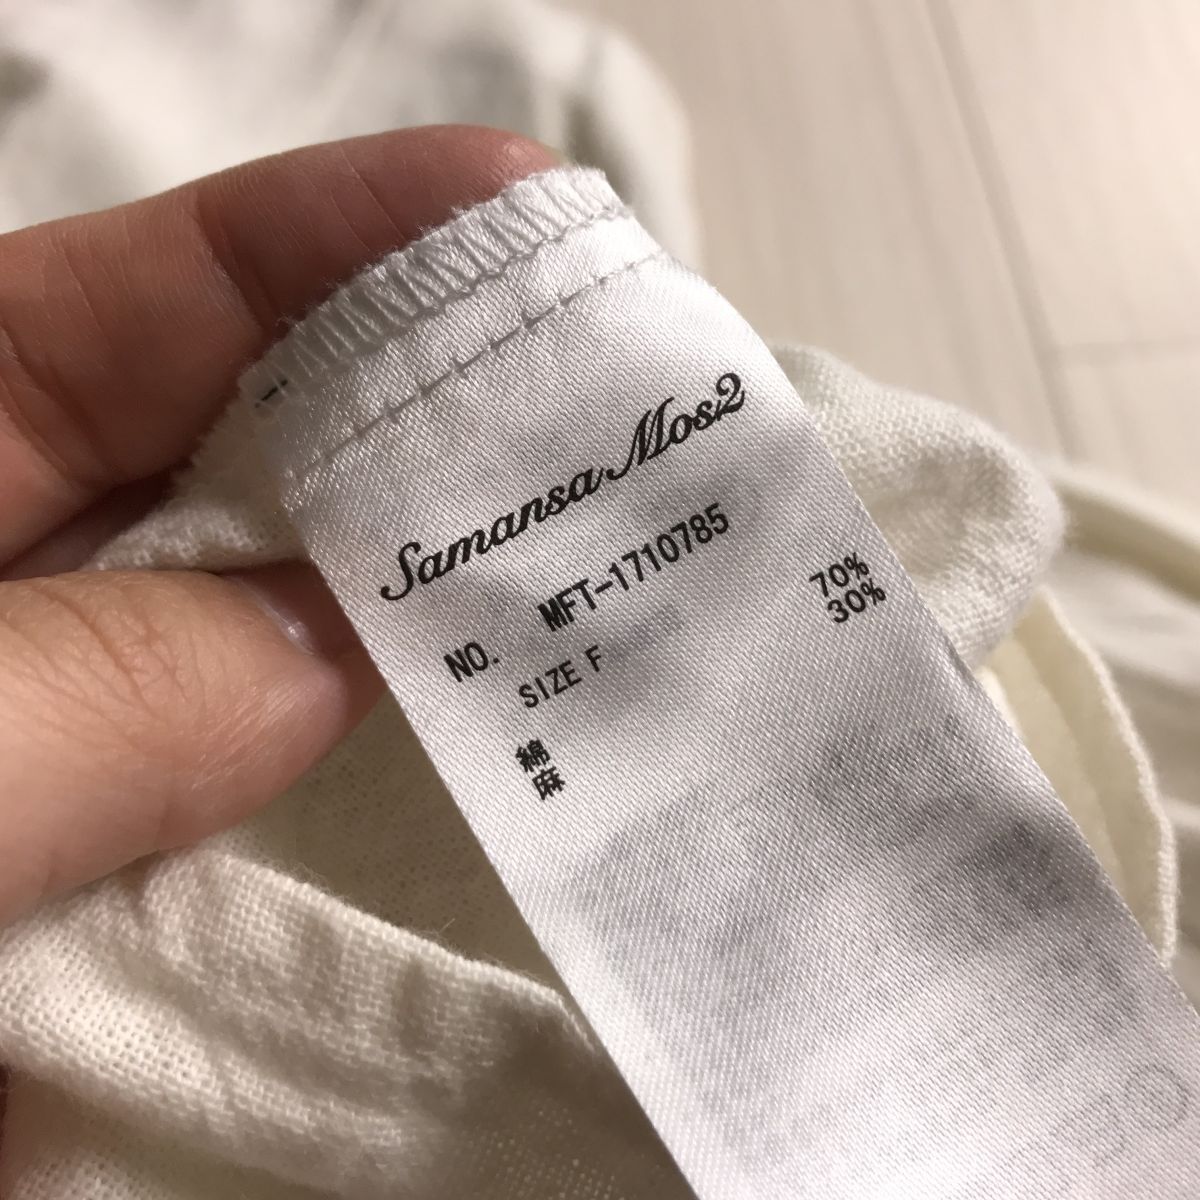 Samansa Mos2
NO. MFT-1710785
SIZE F
綿 70%
麻 30%